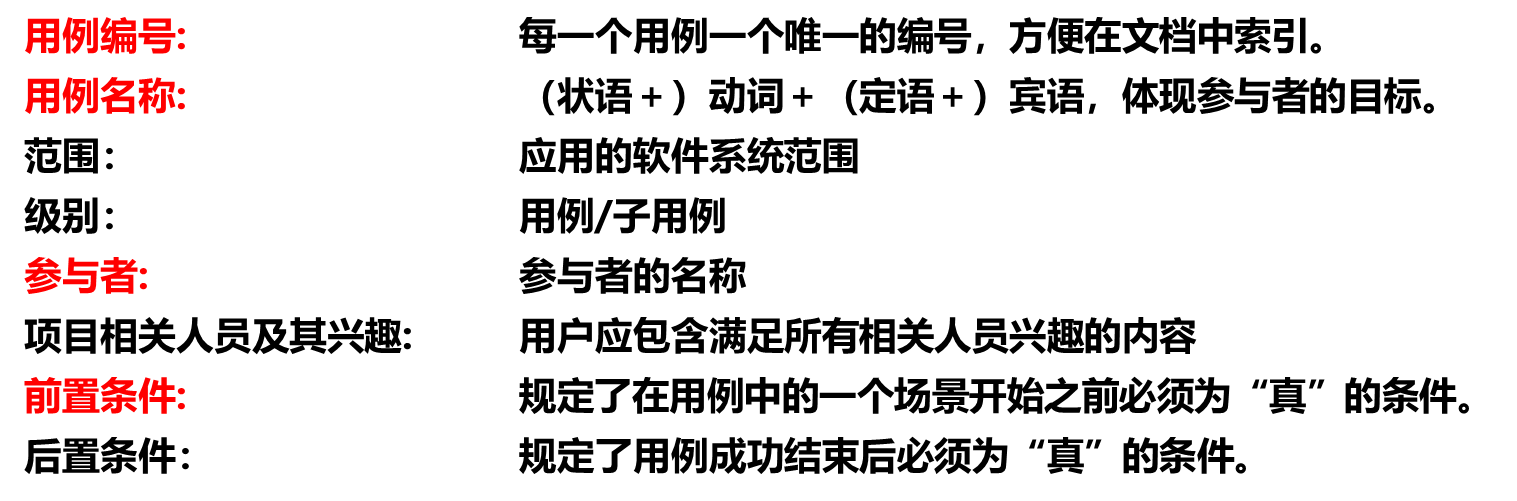 用例编号: 每一个用例一个唯一的编号，方便在文档中索引。
用例名称: （状语＋）动词＋（定语＋）宾语，体现参与者的目标。
范围： 应用的软件系统范围
级别： 用例/子用例
参与者: 参与者的名称
项目相关人员及其兴趣: 用户应包含满足所有相关人员兴趣的内容
前置条件: 规定了在用例中的一个场景开始之前必须为“真”的条件。
后置条件： 规定了用例成功结束后必须为“真”的条件。